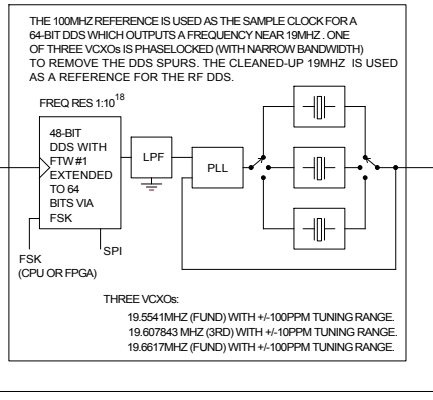 THE 100MHZ REFERENCE IS USED AS THE SAMPLE CLOCK FOR A
64-BIT DDS WHICH OUTPUTS A FREQUENCY NEAR 19MHZ . ONE
OF THREE VCXOs IS PHASELOCKED (WITH NARROW BANDWIDTH)
TO REMOVE THE DDS SPURS. THE CLEANED-UP 19MHZ IS USED
AS A REFERENCE FOR THE RF DDS.
FREQ RES 1:10^18
48-BIT
DDS WITH
FTW #1
EXTENDED
TO 64
BITS VIA
FSK
LPF
PLL
FSK
(CPU OR FPGA)
SPI
THREE VCXOs:
19.5541MHZ (FUND) WITH +/-100PPM TUNING RANGE.
19.607843 MHZ (3RD) WITH +/-10PPM TUNING RANGE.
19.6617MHZ (FUND) WITH +/-100PPM TUNING RANGE.